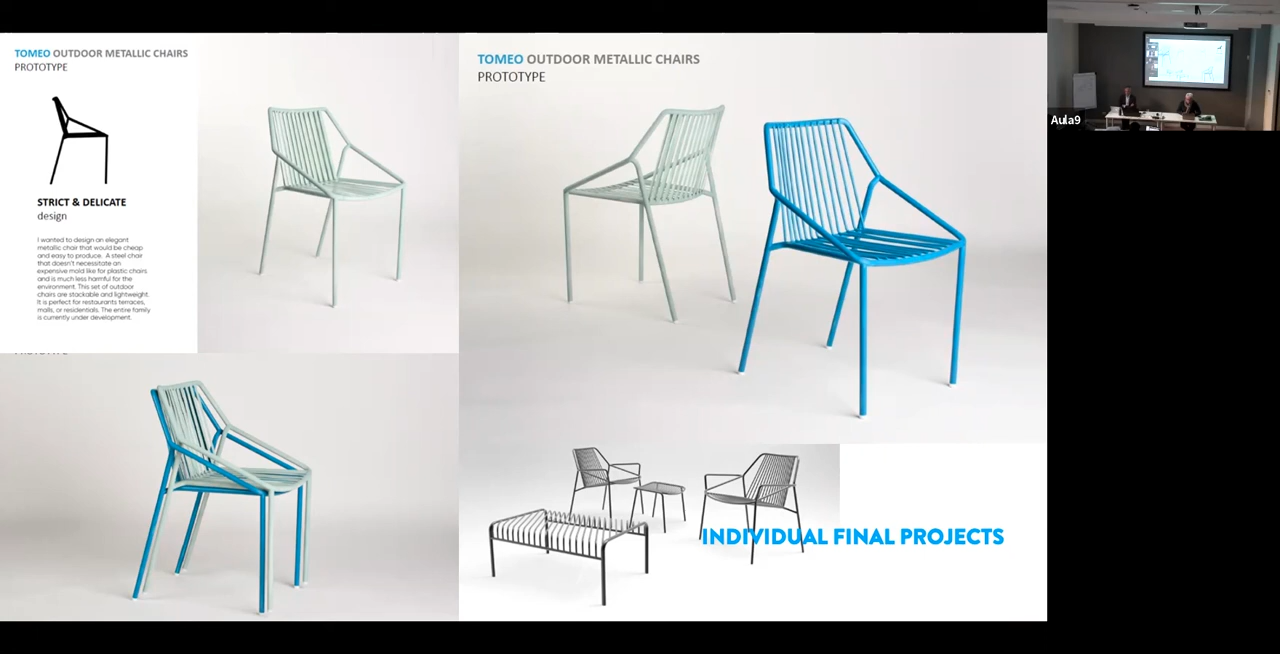 TOMEO OUTDOOR METALLIC CHAIRS
PROTOTYPE
STRICT & DELICATE
design
I wanted to design an elegant
metallic chair that would be cheap
and easy to produce. A steel chair
that doesn't necessitate an
expensive mold like for plastic chairs
and is much less harmful for the
environment. This set of outdoor
chairs are stackable and lightweight.
It is perfect for restaurants terraces,
malls, or residentials. The entire family
is currently under development.
TOMEO OUTDOOR METALLIC CHAIRS
PROTOTYPE
INDIVIDUAL FINAL PROJECTS
Aula9